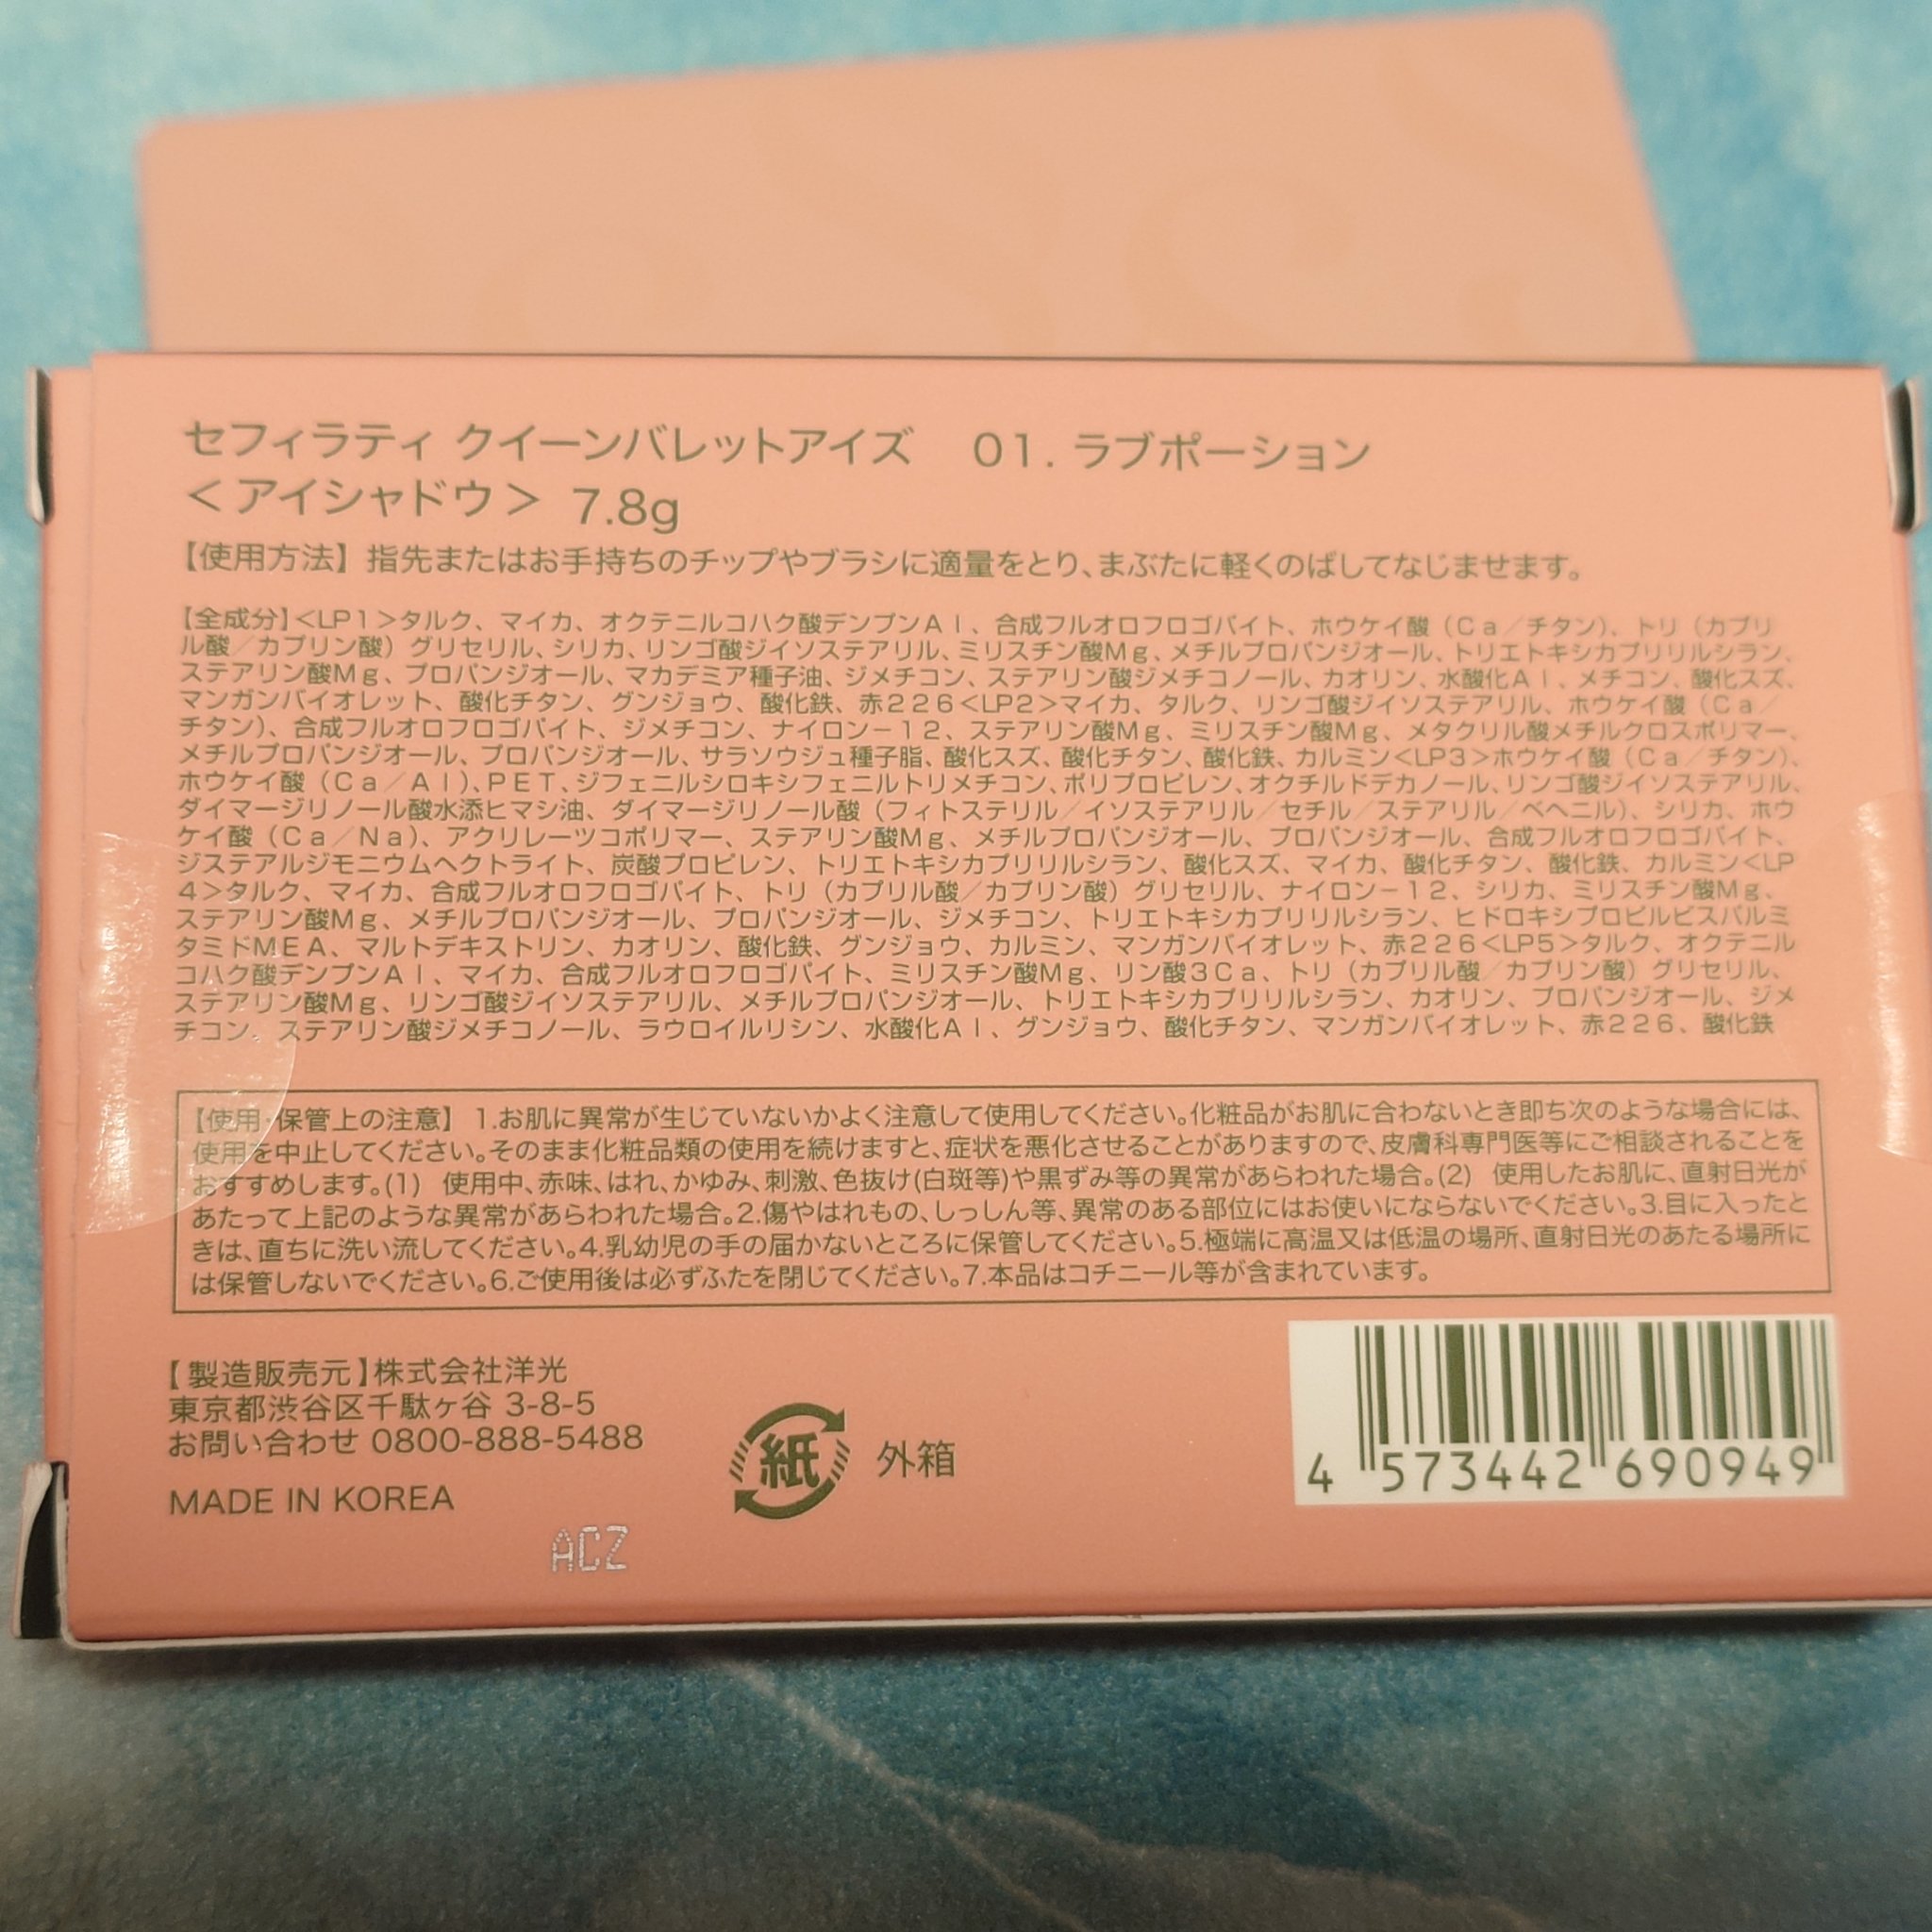 セフィラティ クイーンバレットアイズ　01. ラブポーション
＜アイシャドウ＞ 7.8g
【使用方法】指先またはお手持ちのチップやブラシに適量をとり、まぶたに軽くのばしてなじませます。
【全成分】<LP1>タルク、マイカ、オクテニルコハク酸デンプンＡｌ、合成フルオロフロゴパイト、ホウケイ酸（Ｃａ／チタン）、トリ（カプリ
ル酸／カプリン酸）グリセリル、シリカ、リンゴ酸ジイソステアリル、ミリスチン酸Ｍｇ、メチルプロパンジオール、トリエトキシカプリリルシラン、
ステアリン酸Ｍｇ、プロパンジオール、マカデミア種子油、ジメチコン、ステアリン酸ジメチコノール、カオリン、水酸化Ａｌ、メチコン、酸化スズ、
マンガンバイオレット、酸化チタン、グンジョウ、酸化鉄、赤２２６<LP2>マイカ、タルク、リンゴ酸ジイソステアリル、ホウケイ酸（Ｃａ／
チタン）、合成フルオロフロゴパイト、ジメチコン、ナイロン－１２、ステアリン酸Ｍｇ、ミリスチン酸Ｍｇ、メタクリル酸メチルクロスポリマー、
メチルプロパンジオール、プロパンジオール、サラソウジュ種子脂、酸化スズ、酸化チタン、酸化鉄、カルミン<LP3>ホウケイ酸（Ｃａ／チタン）、
ホウケイ酸（Ｃａ／Ａｌ）、ＰＥＴ、ジフェニルシロキシフェニルトリメチコン、ポリプロピレン、オクチルドデカノール、リンゴ酸ジイソステアリル、
ダイマージリノール酸水添ヒマシ油、ダイマージリノール酸（フィトステリル／イソステアリル／セチル／ステアリル／ベヘニル）、シリカ、ホウ
ケイ酸（Ｃａ／Ｎａ）、アクリレーツコポリマー、ステアリン酸Ｍｇ、メチルプロパンジオール、プロパンジオール、合成フルオロフロゴパイト、
ジステアルジモニウムヘクトライト、炭酸プロピレン、トリエトキシカプリリルシラン、酸化スズ、マイカ、酸化チタン、酸化鉄、カルミン<LP
4>タルク、マイカ、合成フルオロフロゴパイト、トリ（カプリル酸／カプリン酸）グリセリル、ナイロン－１２、シリカ、ミリスチン酸Ｍｇ、
ステアリン酸Ｍｇ、メチルプロパンジオール、プロパンジオール、ジメチコン、トリエトキシカプリリルシラン、ヒドロキシプロピルビスパルミ
タミドＭＥＡ、マルトデキストリン、カオリン、酸化鉄、グンジョウ、カルミン、マンガンバイオレット、赤２２６<LP5>タルク、オクテニル
コハク酸デンプンＡｌ、マイカ、合成フルオロフロゴパイト、ミリスチン酸Ｍｇ、リン酸３Ｃａ、トリ（カプリル酸／カプリン酸）グリセリル、
ステアリン酸Ｍｇ、リンゴ酸ジイソステアリル、メチルプロパンジオール、トリエトキシカプリリルシラン、カオリン、プロパンジオール、ジメ
チコン、ステアリン酸ジメチコノール、ラウロイルリシン、水酸化Ａｌ、グンジョウ、酸化チタン、マンガンバイオレット、赤２２６、酸化鉄
【使用・保管上の注意】1.お肌に異常が生じていないかよく注意して使用してください。化粧品がお肌に合わないとき即ち次のような場合には、
使用を中止してください。そのまま化粧品類の使用を続けますと、症状を悪化させることがありますので、皮膚科専門医等にご相談されることを
おすすめします。(1)　使用中、赤味、はれ、かゆみ、刺激、色抜け(白斑等)や黒ずみ等の異常があらわれた場合。(2)　使用したお肌に、直射日光が
あたって上記のような異常があらわれた場合。2.傷やはれもの、しっしん等、異常のある部位にはお使いにならないでください。3.目に入ったと
きは、直ちに洗い流してください。4.乳幼児の手の届かないところに保管してください。5.極端に高温又は低温の場所、直射日光のあたる場所に
は保管しないでください。6.ご使用後は必ずふたを閉じてください。7.本品はコチニール等が含まれています。
【製造販売元】株式会社洋光
東京都渋谷区千駄ヶ谷 3-8-5
お問い合わせ 0800-888-5488
MADE IN KOREA
紙 外箱
4 573442 690949
ACZ